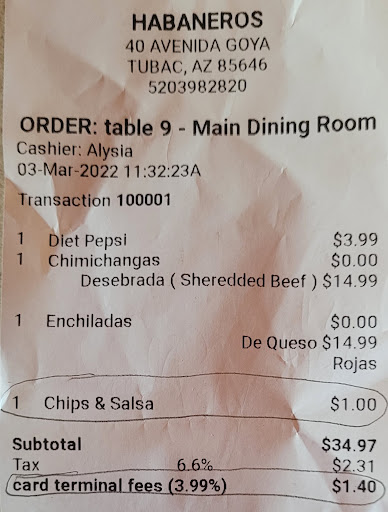 HABANEROS
40 AVENIDA GOYA
TUBAC, AZ 85646
5203982820
ORDER: table 9 - Main Dining Room
Cashier: Alysia
03-Mar-2022 11:32:23A
Transaction 100001
1 Diet Pepsi $3.99
1 Chimichangas $0.00
Desebrada ( Sheredded Beef ) $14.99
1 Enchiladas $0.00
De Queso $14.99
Rojas
1 Chips & Salsa $1.00
Subtotal $34.97
Tax 6.6% $2.31
card terminal fees (3.99%) $1.40